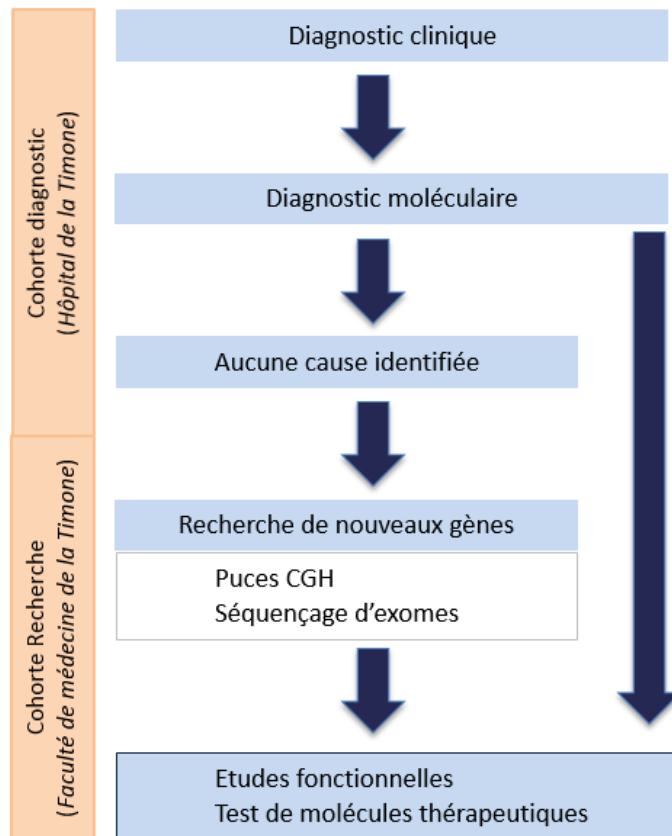 Cohorte diagnostic
(Hôpital de la Timone)
Diagnostic clinique
Diagnostic moléculaire
Aucune cause identifiée
Cohorte Recherche
(Faculté de médecine de la Timone)
Recherche de nouveaux gènes
Puces CGH
Séquençage d'exomes
Etudes fonctionnelles
Test de molécules thérapeutiques